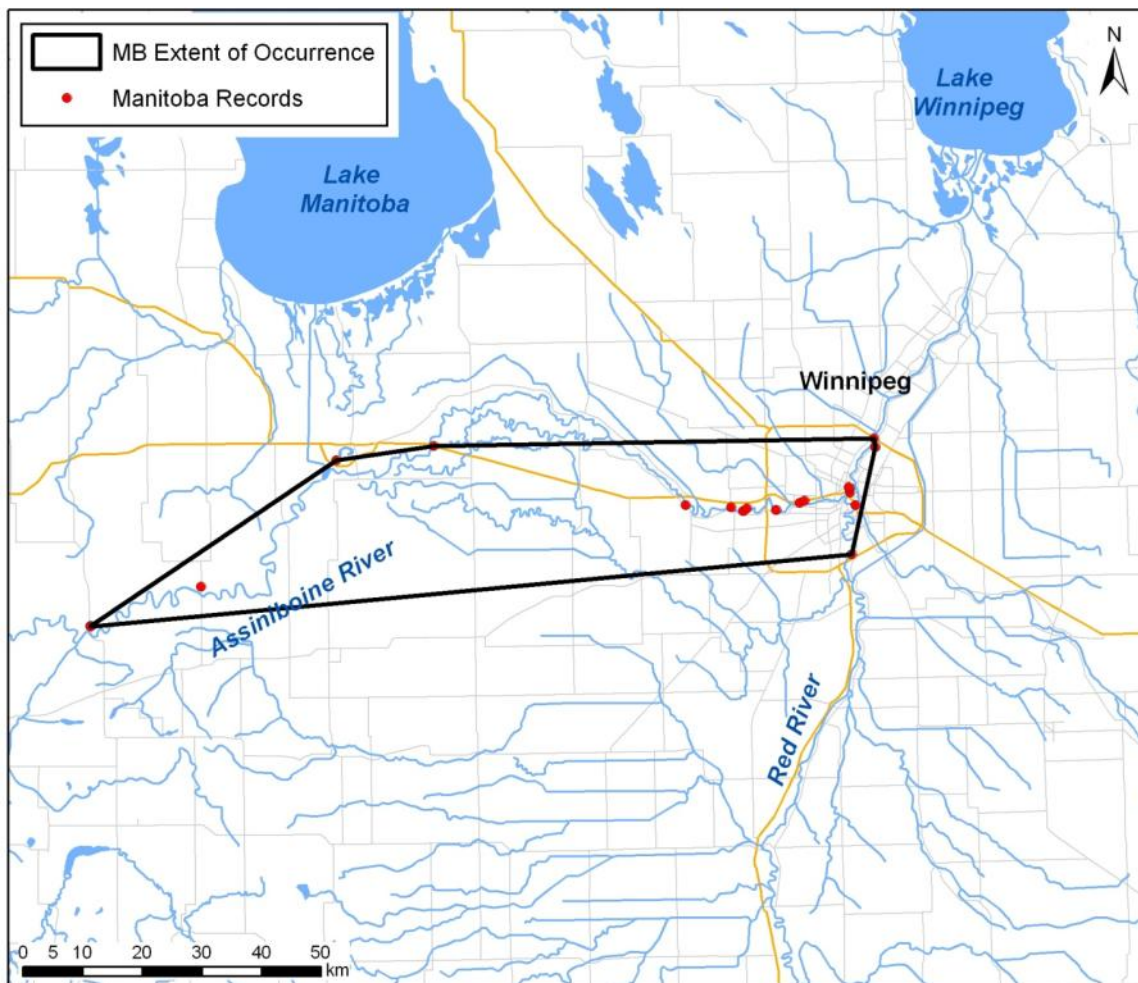 MB Extent of Occurrence
Manitoba Records
N
Lake
Winnipeg
Lake
Manitoba
Winnipeg
Assiniboine River
Red River
0 10 20 30 40 50
km